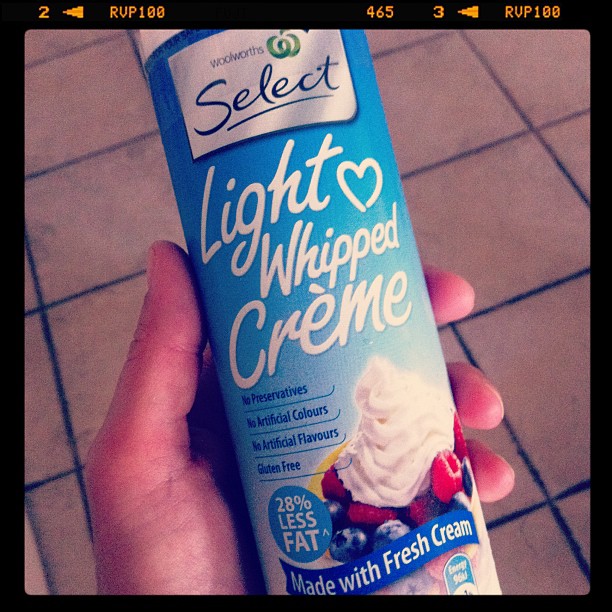 2 RVP100 465 3 RVP100
woolworths
Select
Light
Whipped
Crème
No Preservatives
No Artificial Colours
No Artificial Flavours
Gluten Free
28%
LESS
FAT^
Made with Fresh Cream
Energy